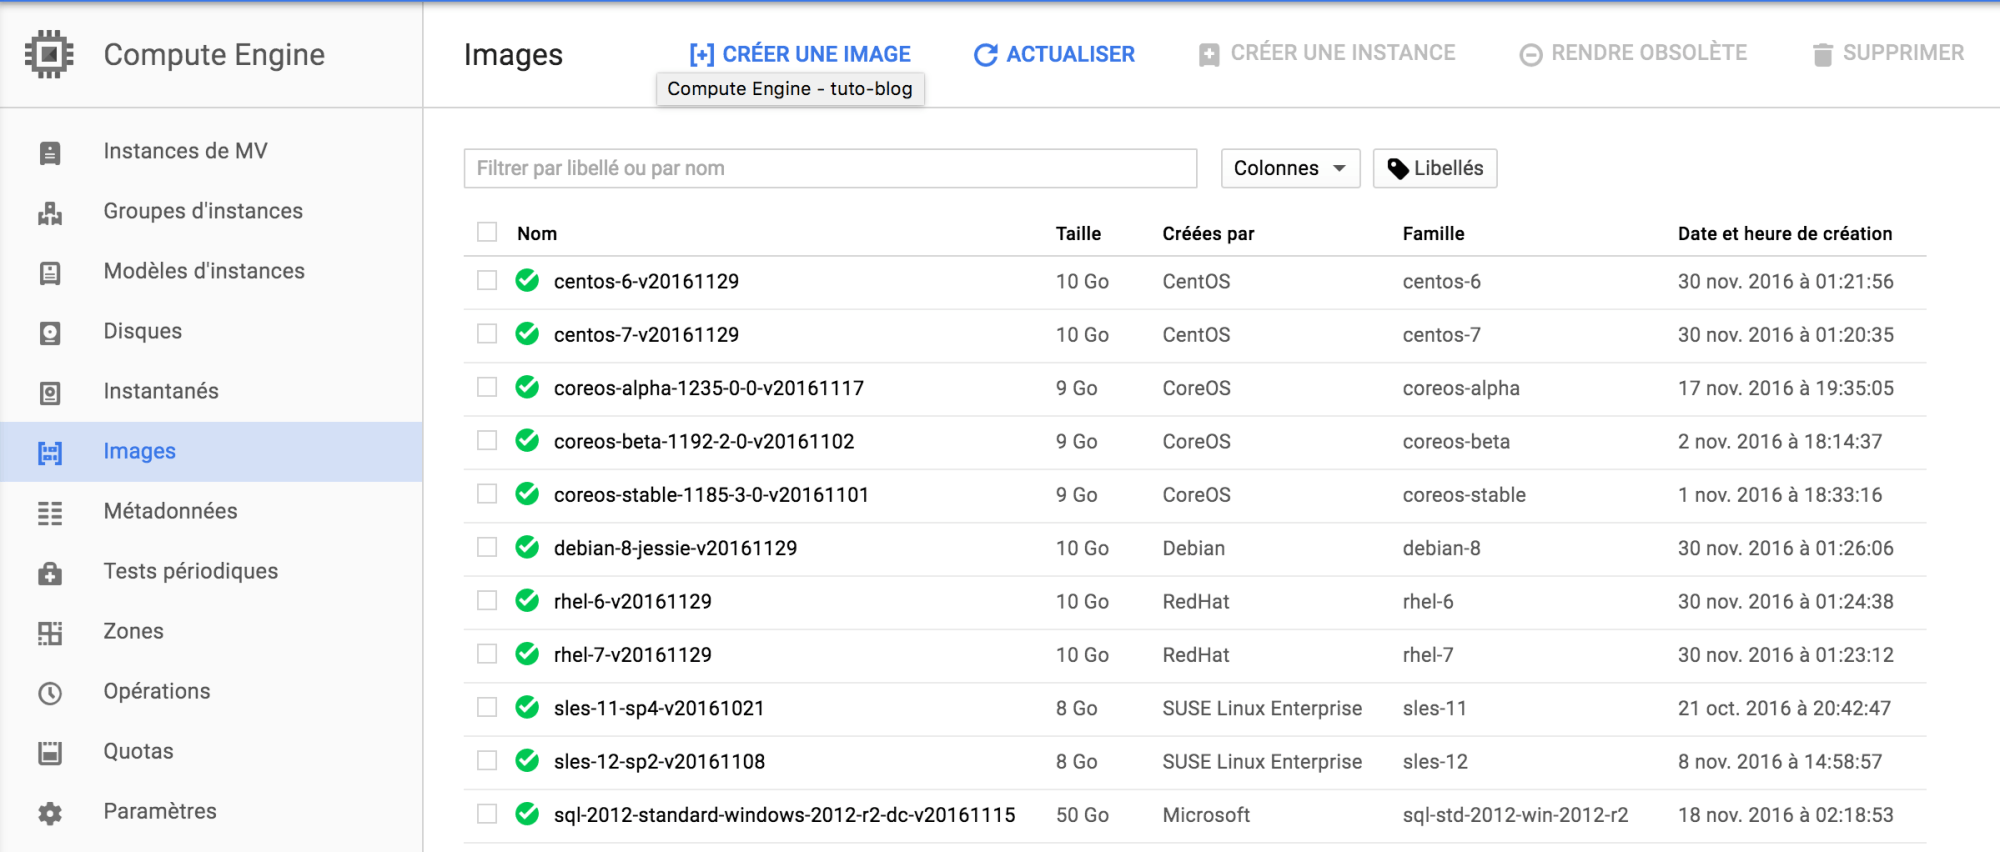 Compute Engine
Images
CRÉER UNE IMAGE
ACTUALISER
CRÉER UNE INSTANCE
RENDRE OBSOLÈTE
SUPPRIMER
Compute Engine - tuto-blog
Instances de MV
Groupes d'instances
Modèles d'instances
Disques
Instantanés
Images
Métadonnées
Tests périodiques
Zones
Opérations
Quotas
Paramètres
Filtrer par libellé ou par nom
Colonnes
Libellés
Nom Taille Créées par Famille Date et heure de création
centos-6-v20161129 10 Go CentOS centos-6 30 nov. 2016 à 01:21:56
centos-7-v20161129 10 Go CentOS centos-7 30 nov. 2016 à 01:20:35
coreos-alpha-1235-0-0-v20161117 9 Go CoreOS coreos-alpha 17 nov. 2016 à 19:35:05
coreos-beta-1192-2-0-v20161102 9 Go CoreOS coreos-beta 2 nov. 2016 à 18:14:37
coreos-stable-1185-3-0-v20161101 9 Go CoreOS coreos-stable 1 nov. 2016 à 18:33:16
debian-8-jessie-v20161129 10 Go Debian debian-8 30 nov. 2016 à 01:26:06
rhel-6-v20161129 10 Go RedHat rhel-6 30 nov. 2016 à 01:24:38
rhel-7-v20161129 10 Go RedHat rhel-7 30 nov. 2016 à 01:23:12
sles-11-sp4-v20161021 8 Go SUSE Linux Enterprise sles-11 21 oct. 2016 à 20:42:47
sles-12-sp2-v20161108 8 Go SUSE Linux Enterprise sles-12 8 nov. 2016 à 14:58:57
sql-2012-standard-windows-2012-r2-dc-v20161115 50 Go Microsoft sql-std-2012-win-2012-r2 18 nov. 2016 à 02:18:53